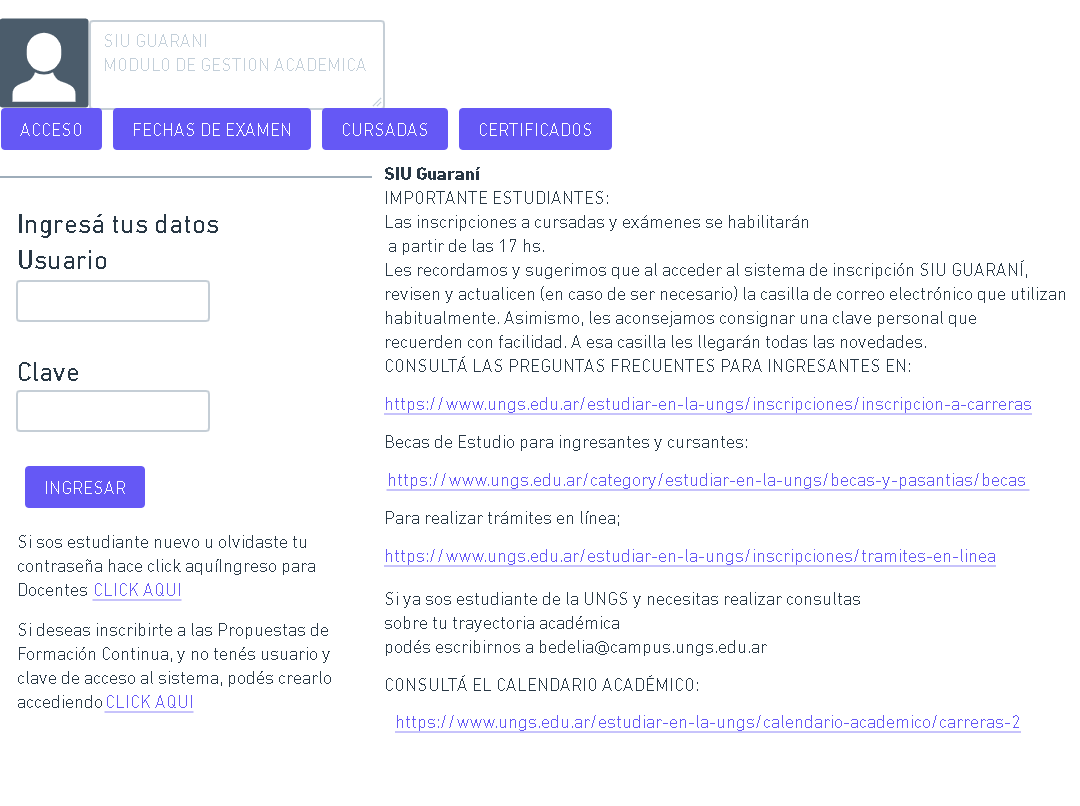 SIU GUARANI
MODULO DE GESTION ACADEMICA
ACCESO
FECHAS DE EXAMEN
CURSADAS
CERTIFICADOS
Ingresá tus datos
Usuario
Clave
INGRESAR
Si sos estudiante nuevo u olvidaste tu
contraseña hace click aquíIngreso para
Docentes CLICK AQUI
Si deseas inscribirte a las Propuestas de
Formación Continua, y no tenés usuario y
clave de acceso al sistema, podés crearlo
accediendo CLICK AQUI
SIU Guaraní
IMPORTANTE ESTUDIANTES:
Las inscripciones a cursadas y exámenes se habilitarán
a partir de las 17 hs.
Les recordamos y sugerimos que al acceder al sistema de inscripción SIU GUARANÍ,
revisen y actualicen (en caso de ser necesario) la casilla de correo electrónico que utilizan
habitualmente. Asimismo, les aconsejamos consignar una clave personal que
recuerden con facilidad. A esa casilla les llegarán todas las novedades.
CONSULTÁ LAS PREGUNTAS FRECUENTES PARA INGRESANTES EN:
https://www.ungs.edu.ar/estudiar-en-la-ungs/inscripciones/inscripcion-a-carreras
Becas de Estudio para ingresantes y cursantes:
https://www.ungs.edu.ar/category/estudiar-en-la-ungs/becas-y-pasantias/becas
Para realizar trámites en línea;
https://www.ungs.edu.ar/estudiar-en-la-ungs/inscripciones/tramites-en-linea
Si ya sos estudiante de la UNGS y necesitas realizar consultas
sobre tu trayectoria académica
podés escribirnos a bedelia@campus.ungs.edu.ar
CONSULTÁ EL CALENDARIO ACADÉMICO:
https://www.ungs.edu.ar/estudiar-en-la-ungs/calendario-academico/carreras-2